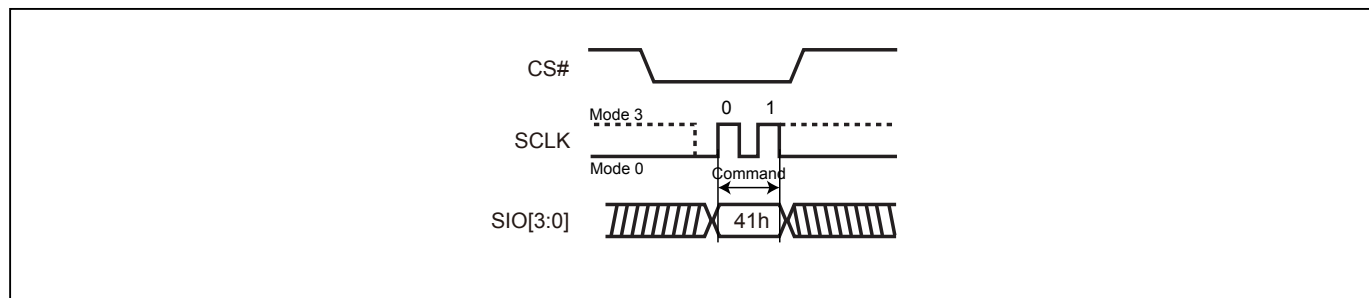 CS#
Mode 3
0 1
SCLK
Mode 0
Command
SIO[3:0]
41h